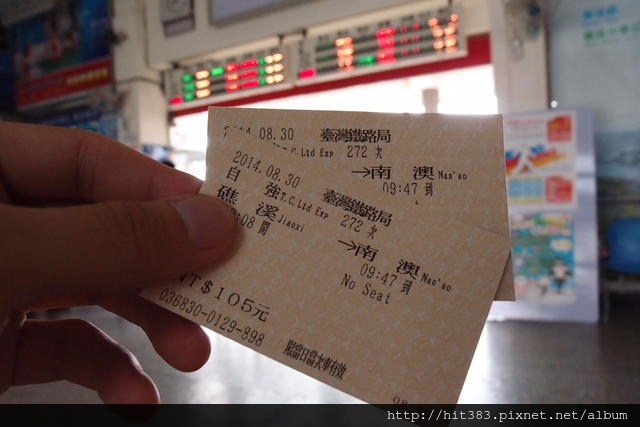 2014.08.30 臺灣鐵路局
T.C.Ltd Exp 272 次
→南 澳 Nan'ao
09:47 到
2014.08.30 臺灣鐵路局
自 強 T.C.Ltd Exp 272 次
礁 溪 Jiaoxi →南 澳 Nan'ao
:08 開 09:47 到
No Seat
NT$105元
036830-0129-898
限當日當次車有效
http://hit383.pixnet.net/album